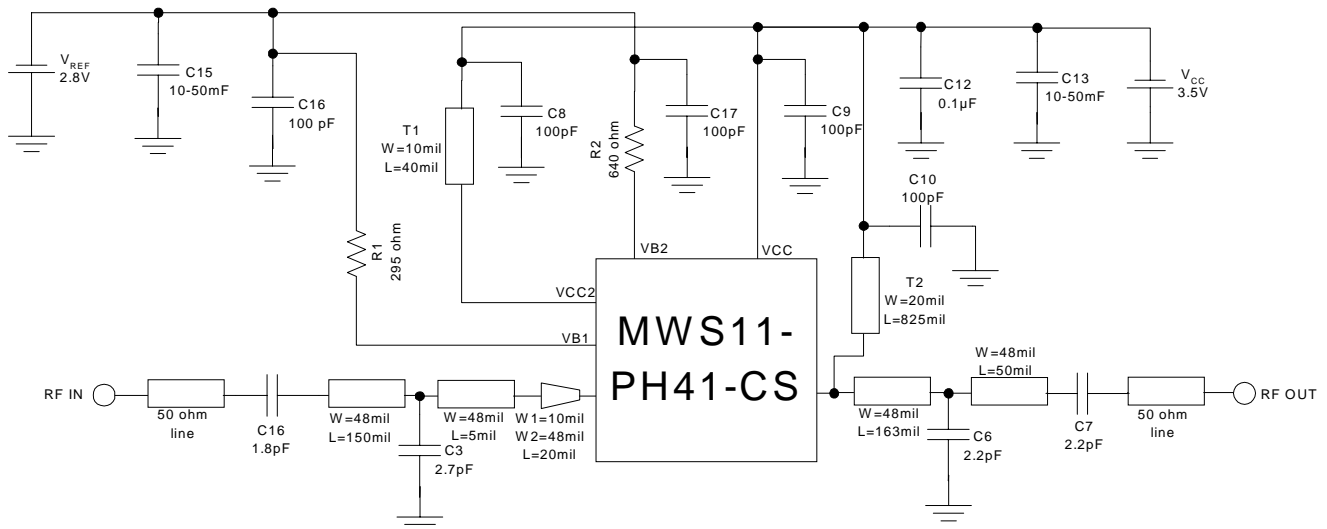 V_REF
2.8V
C15
10-50mF
C16
100 pF
T1
W=10mil
L=40mil
C8
100pF
R2
640 ohm
C17
100pF
C9
100pF
C12
0.1µF
C13
10-50mF
V_CC
3.5V
C10
100pF
R1
295 ohm
VB2
VCC
VCC2
VB1
T2
W=20mil
L=825mil
MWS11-
PH41-CS
RF IN
50 ohm
line
C16
1.8pF
W=48mil
L=150mil
C3
2.7pF
W=48mil
L=5mil
W1=10mil
W2=48mil
L=20mil
W=48mil
L=163mil
C6
2.2pF
W=48mil
L=50mil
C7
2.2pF
50 ohm
line
RF OUT